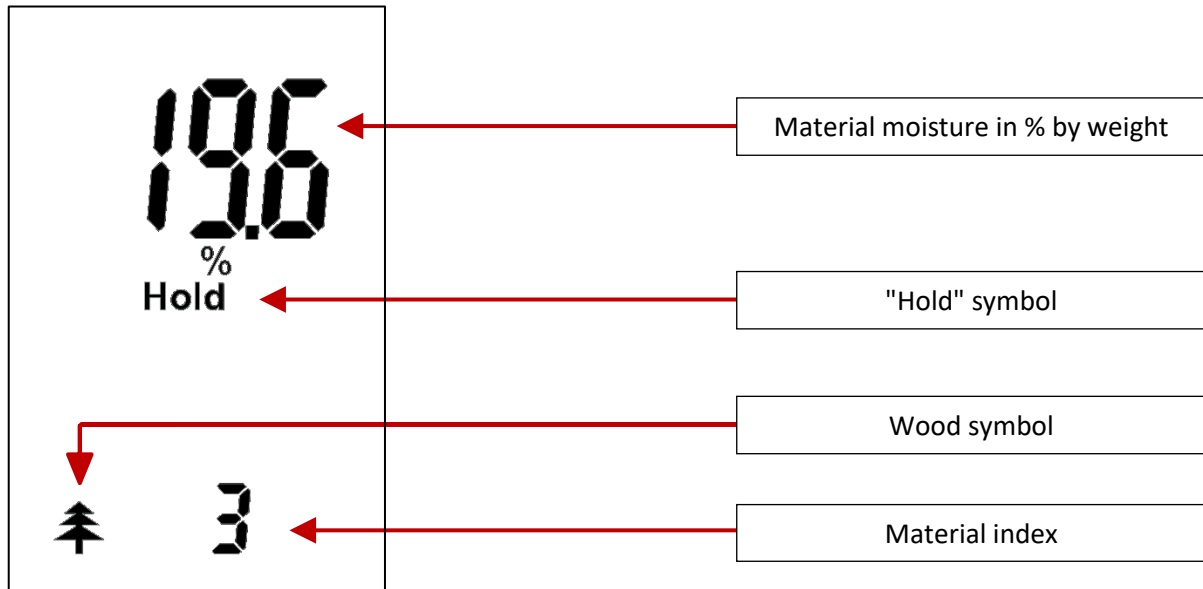 19.6
Material moisture in % by weight
%
Hold
"Hold" symbol
Wood symbol
3
Material index